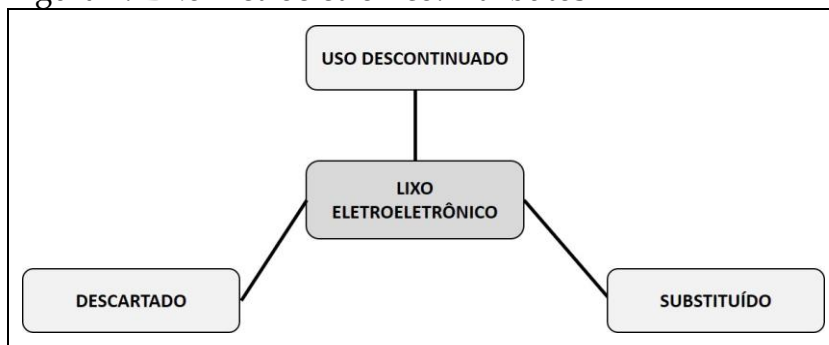 USO DESCONTINUADO
LIXO
ELETROELETRÔNICO
DESCARTADO
SUBSTITUÍDO